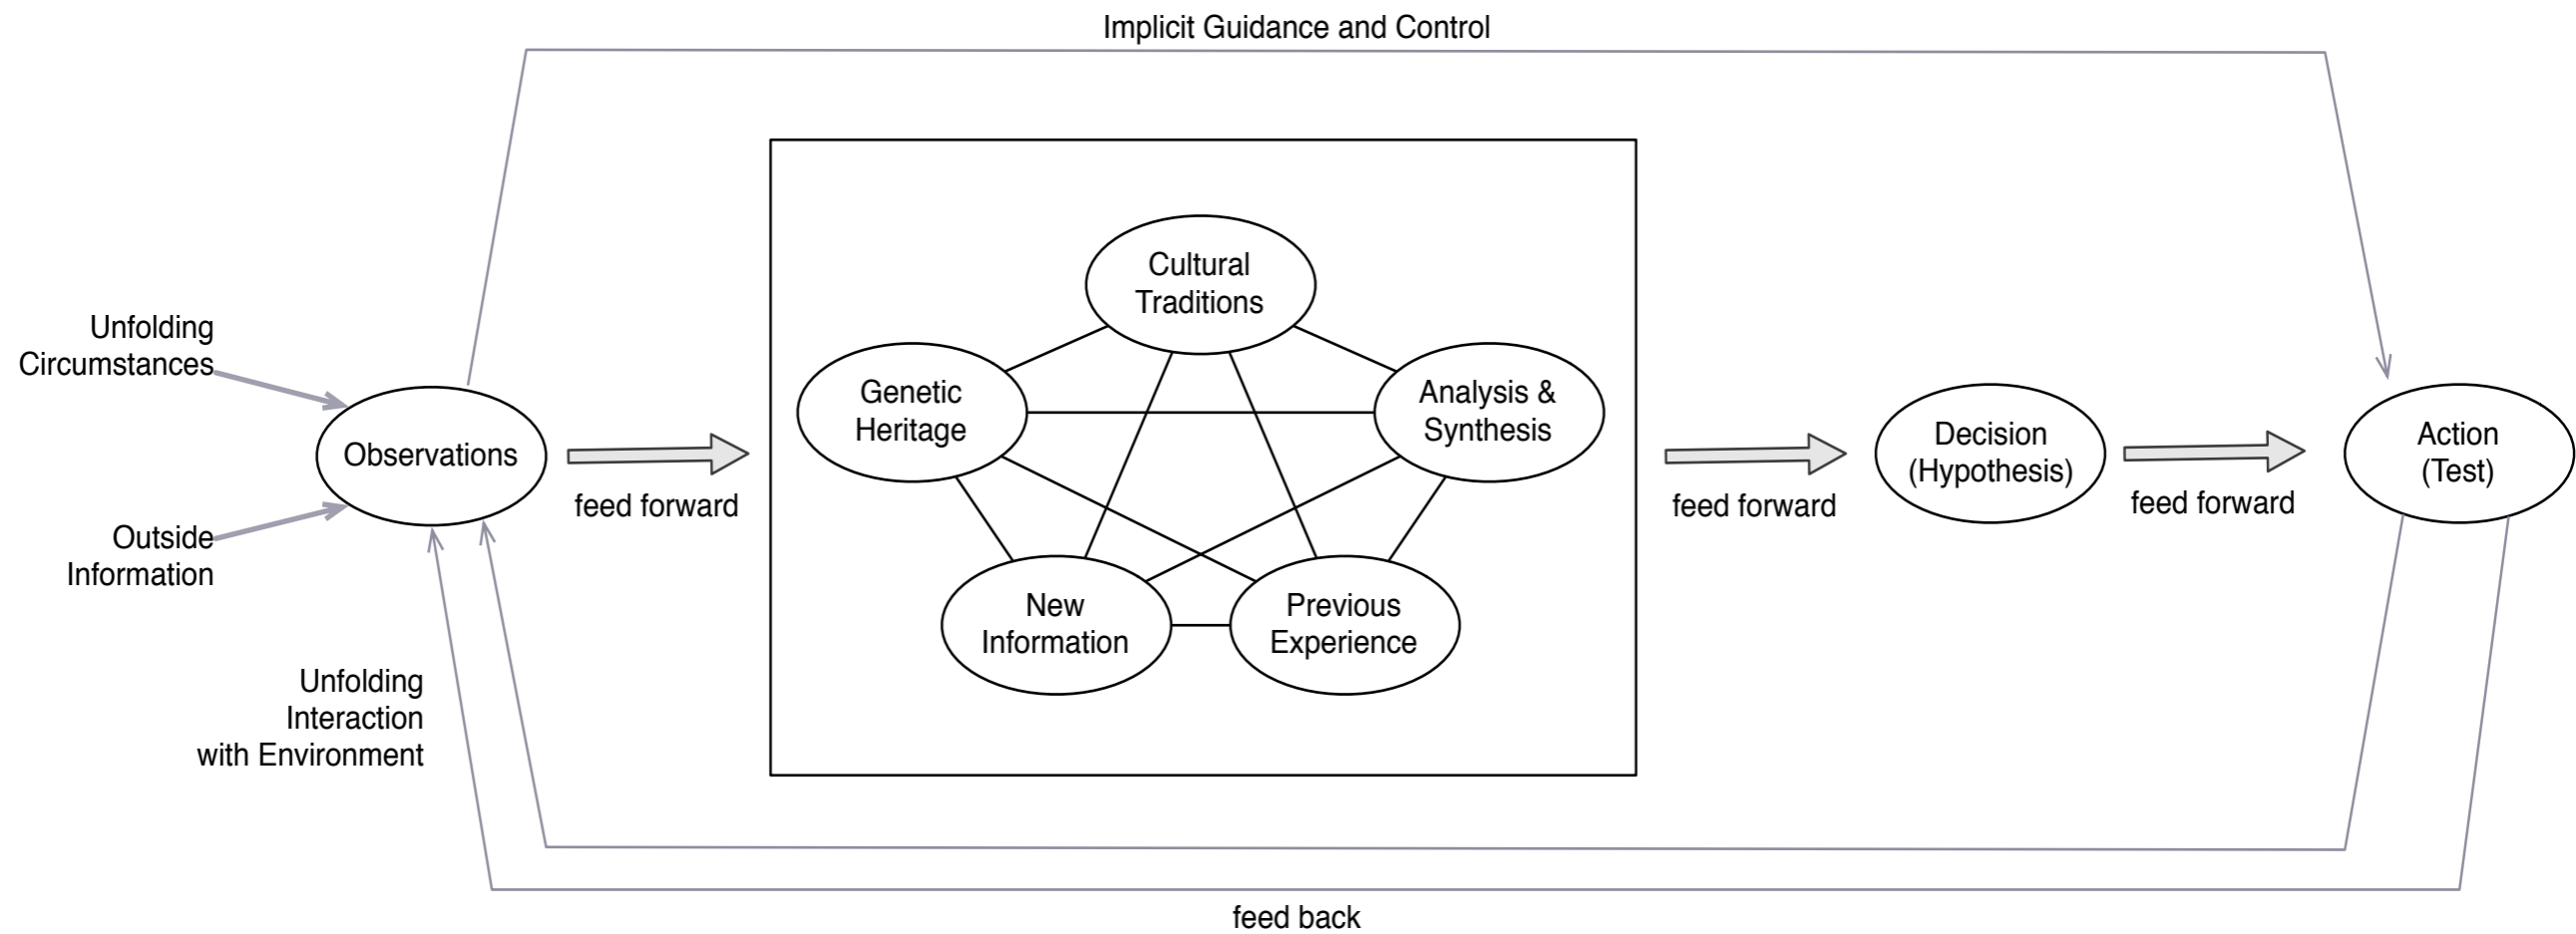 Implicit Guidance and Control
Unfolding
Circumstances
Outside
Information
Observations
feed forward
Cultural
Traditions
Genetic
Heritage
Analysis &
Synthesis
New
Information
Previous
Experience
feed forward
Decision
(Hypothesis)
feed forward
Action
(Test)
Unfolding
Interaction
with Environment
feed back